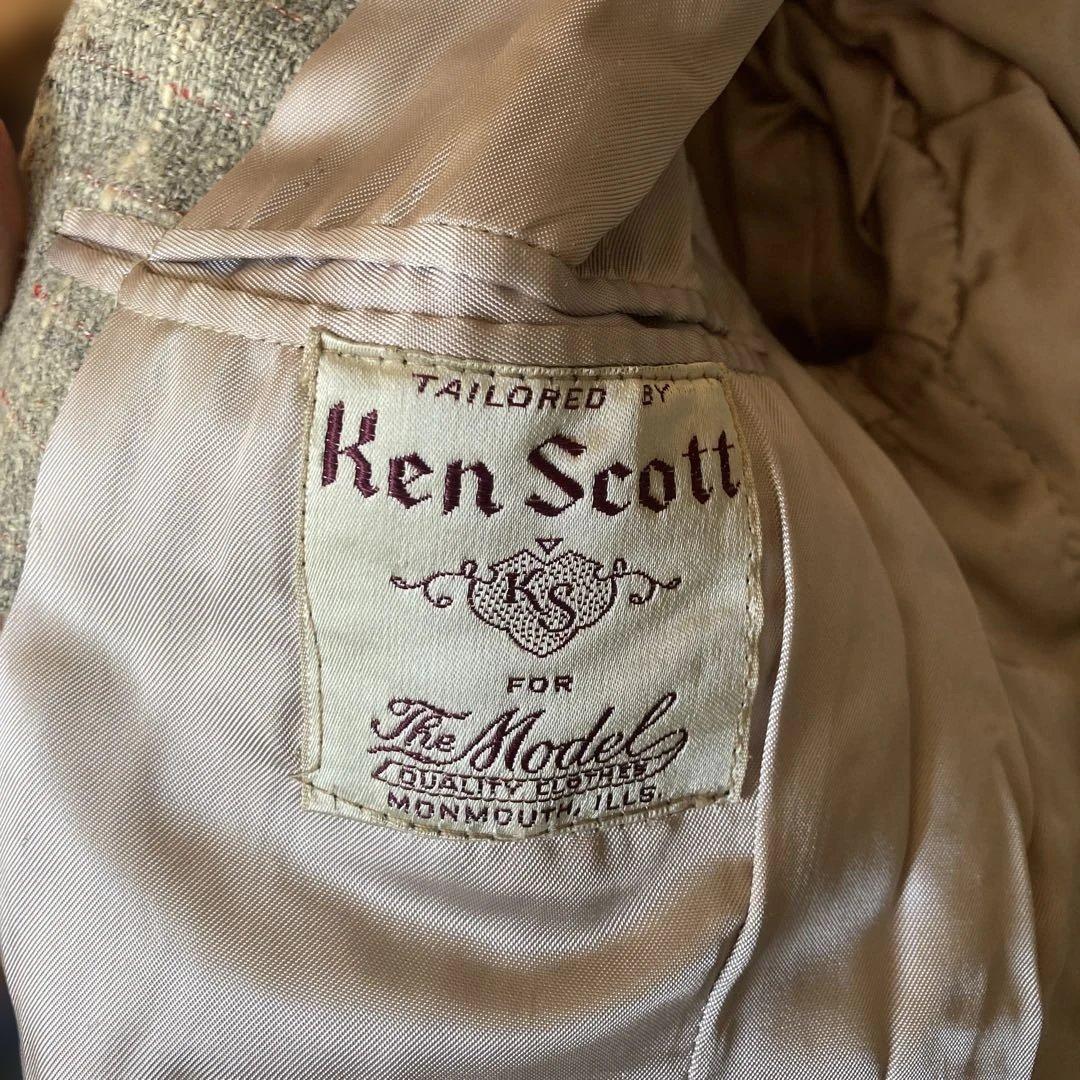 TAILORED BY
Ken Scott
KS
FOR
The Model
QUALITY CLOTHES
MONMOUTH, ILLS.